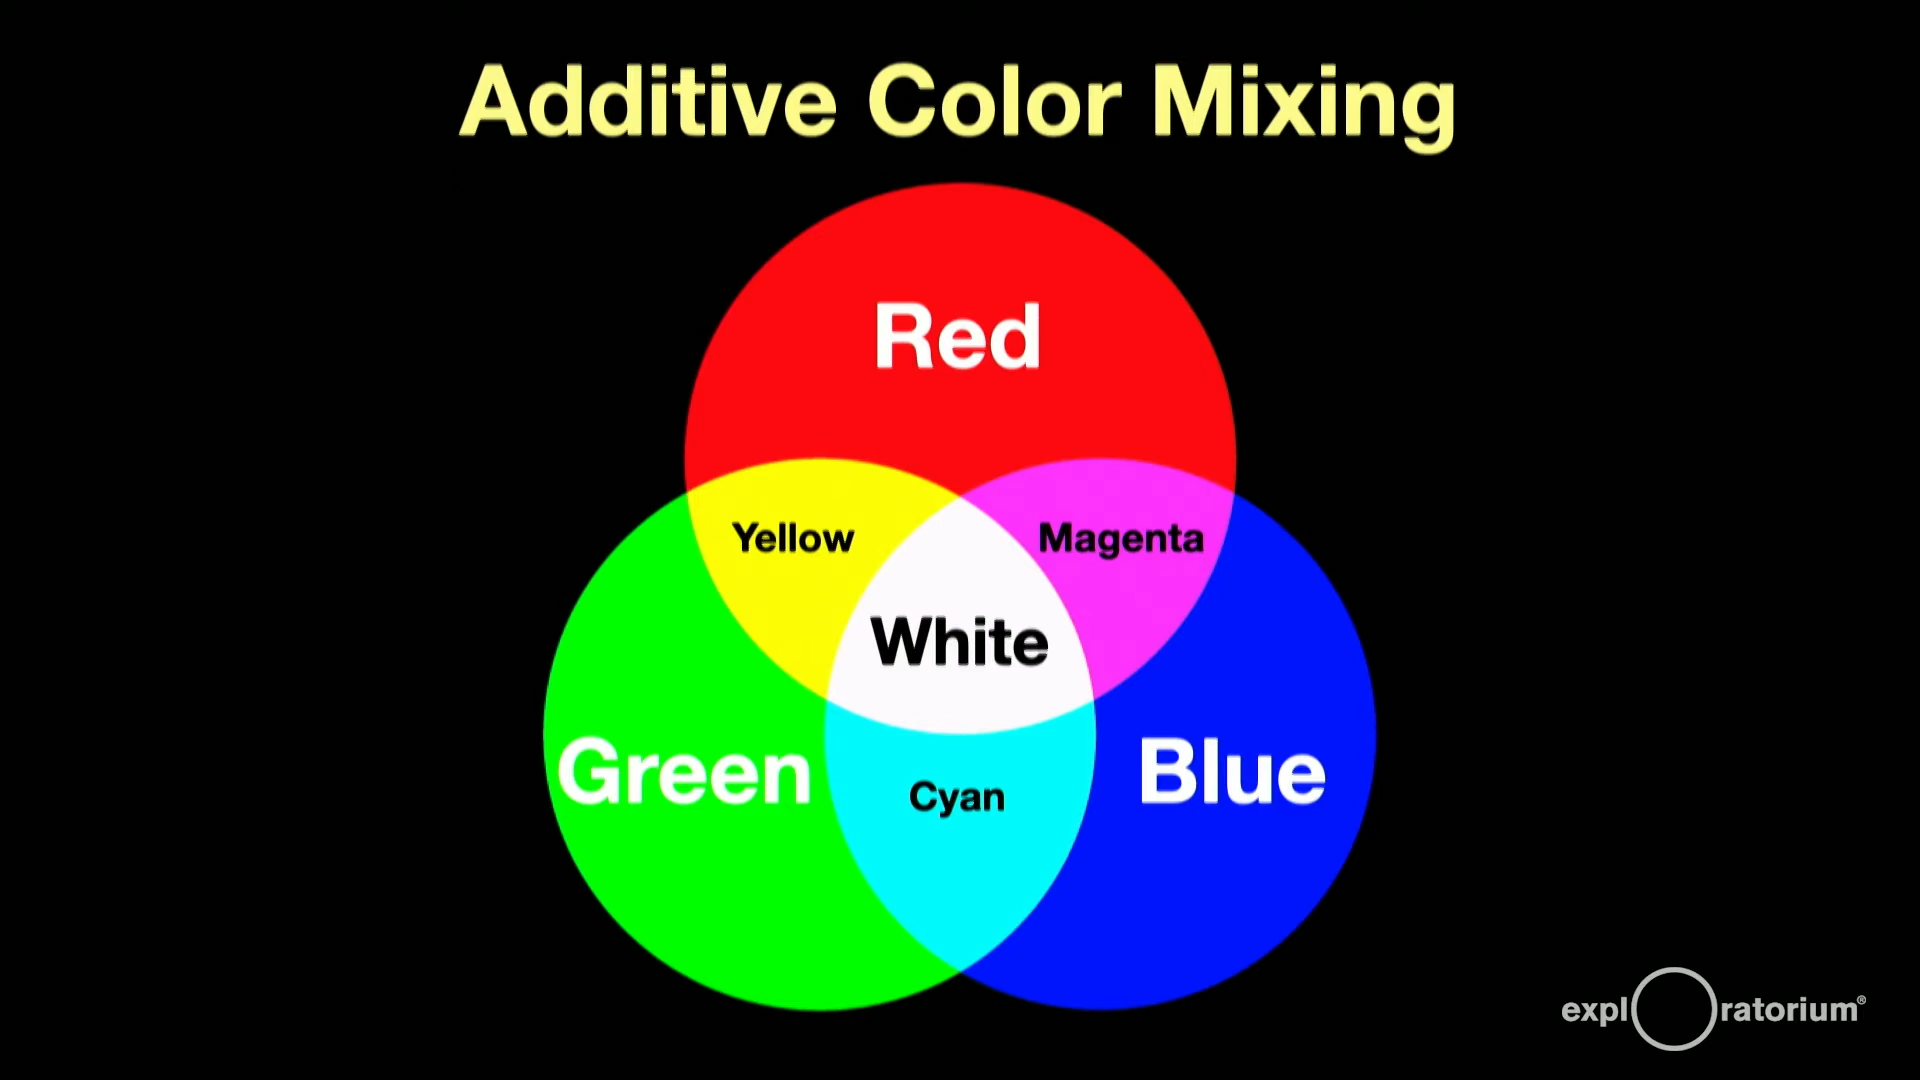 Additive Color Mixing
Red
Yellow
Magenta
White
Green
Blue
Cyan
explOratorium®